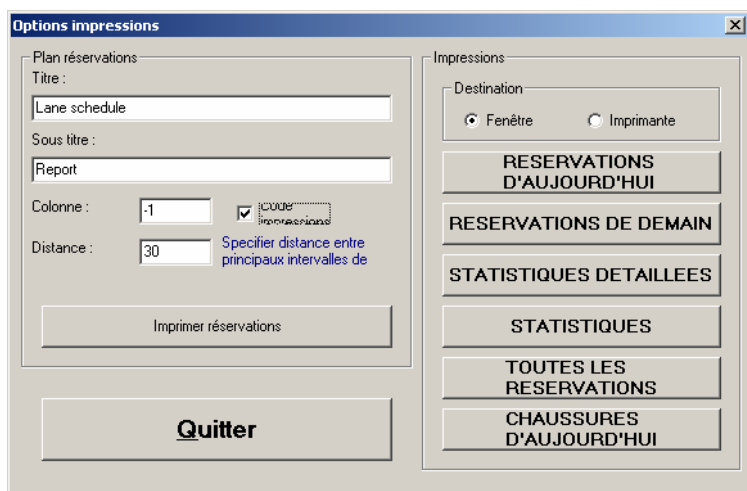 Options impressions
Plan réservations
Titre :
Lane schedule
Sous titre :
Report
Colonne :
-1
Code
impressions
Distance :
30
Specifier distance entre
principaux intervalles de
Imprimer réservations
Quitter
Impressions
Destination
Fenêtre
Imprimante
RESERVATIONS
D'AUJOURD'HUI
RESERVATIONS DE DEMAIN
STATISTIQUES DETAILLEES
STATISTIQUES
TOUTES LES
RESERVATIONS
CHAUSSURES
D'AUJOURD'HUI